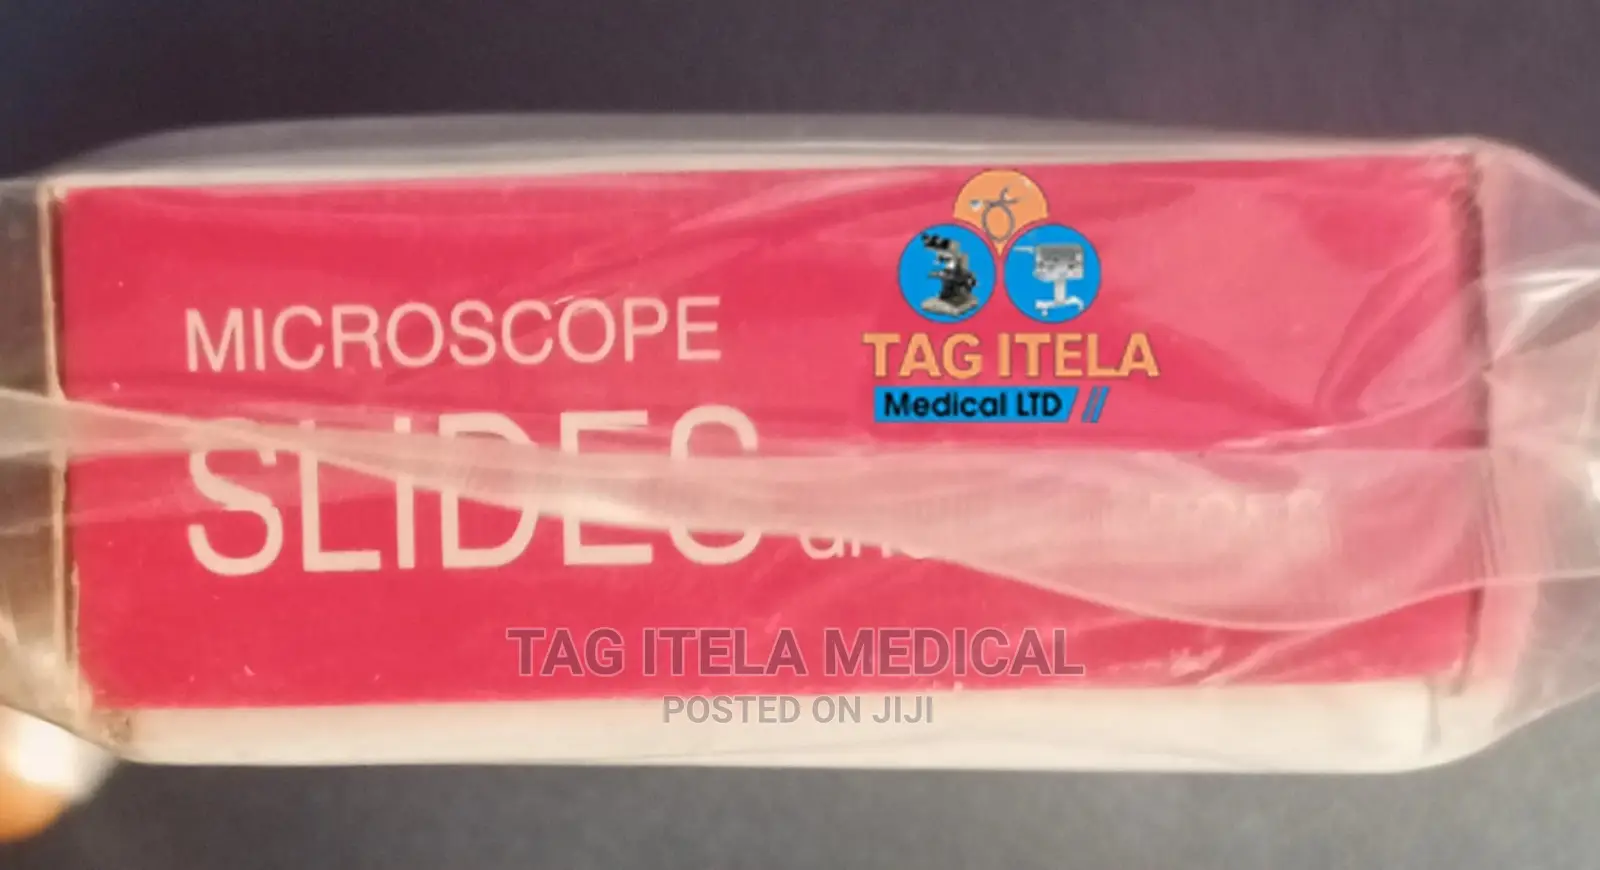 MICROSCOPE
SLIDES
TAG ITELA
Medical LTD
TAG ITELA MEDICAL
POSTED ON JIJI